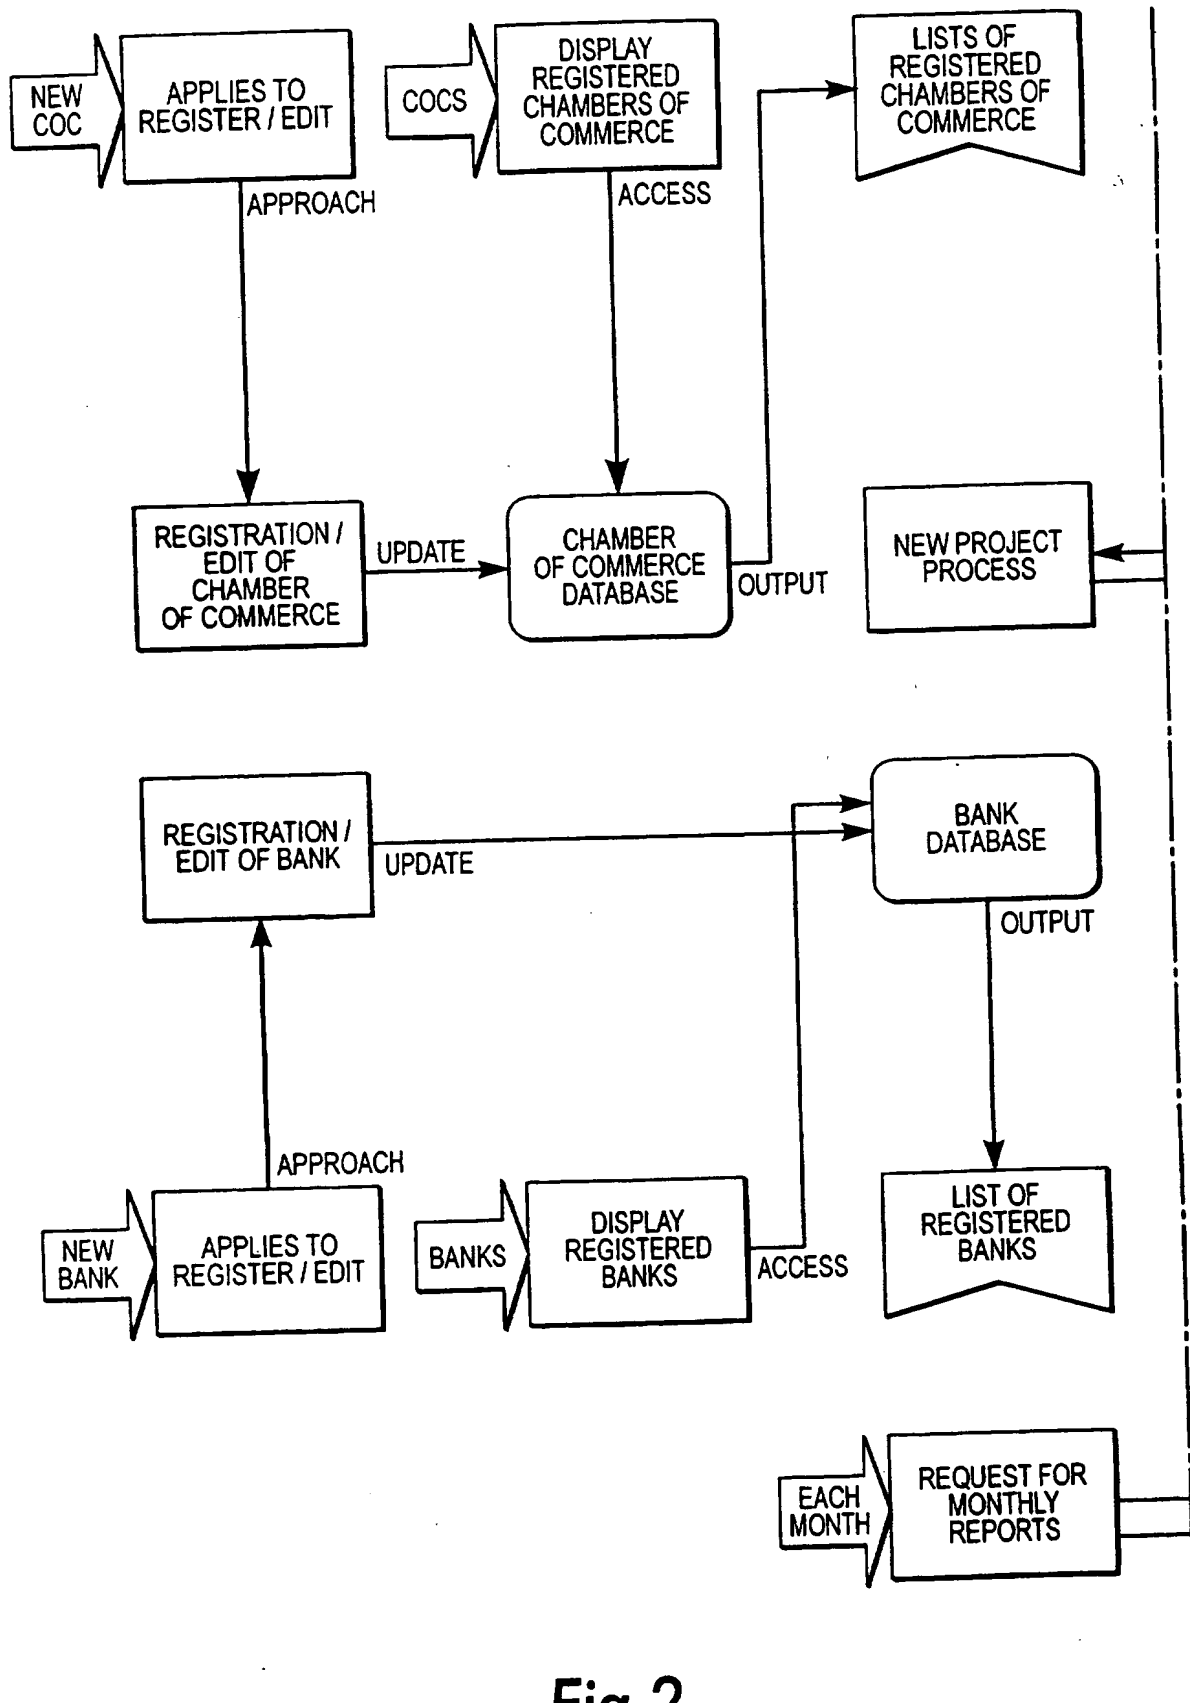 NEW
COC
APPLIES TO
REGISTER / EDIT
COCS
DISPLAY
REGISTERED
CHAMBERS OF
COMMERCE
LISTS OF
REGISTERED
CHAMBERS OF
COMMERCE
APPROACH
ACCESS
REGISTRATION /
EDIT OF
CHAMBER
OF COMMERCE
UPDATE
CHAMBER
OF COMMERCE
DATABASE
OUTPUT
NEW PROJECT
PROCESS
REGISTRATION /
EDIT OF BANK
UPDATE
BANK
DATABASE
OUTPUT
APPROACH
NEW
BANK
APPLIES TO
REGISTER / EDIT
BANKS
DISPLAY
REGISTERED
BANKS
ACCESS
LIST OF
REGISTERED
BANKS
EACH
MONTH
REQUEST FOR
MONTHLY
REPORTS
Fig.2